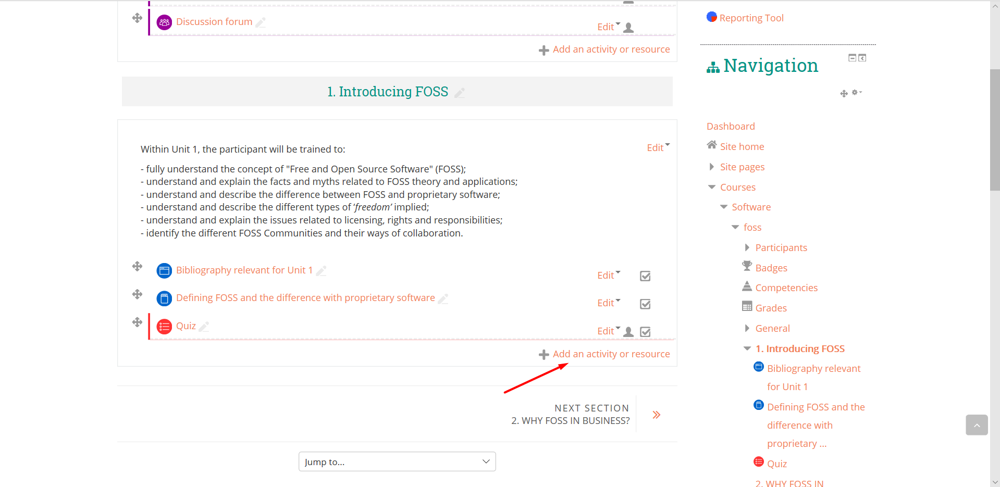 Discussion forum
Edit
Add an activity or resource
1. Introducing FOSS
Within Unit 1, the participant will be trained to:
Edit
- fully understand the concept of "Free and Open Source Software" (FOSS);
- understand and explain the facts and myths related to FOSS theory and applications;
- understand and describe the difference between FOSS and proprietary software;
- understand and describe the different types of ‘freedom’ implied;
- understand and explain the issues related to licensing, rights and responsibilities;
- identify the different FOSS Communities and their ways of collaboration.
Bibliography relevant for Unit 1
Edit
Defining FOSS and the difference with proprietary software
Edit
Quiz
Edit
Add an activity or resource
NEXT SECTION
2. WHY FOSS IN BUSINESS?
Jump to...
Reporting Tool
Navigation
Dashboard
Site home
Site pages
Courses
Software
foss
Participants
Badges
Competencies
Grades
General
1. Introducing FOSS
Bibliography relevant
for Unit 1
Defining FOSS and the
difference with
proprietary ...
Quiz
2. WHY FOSS IN